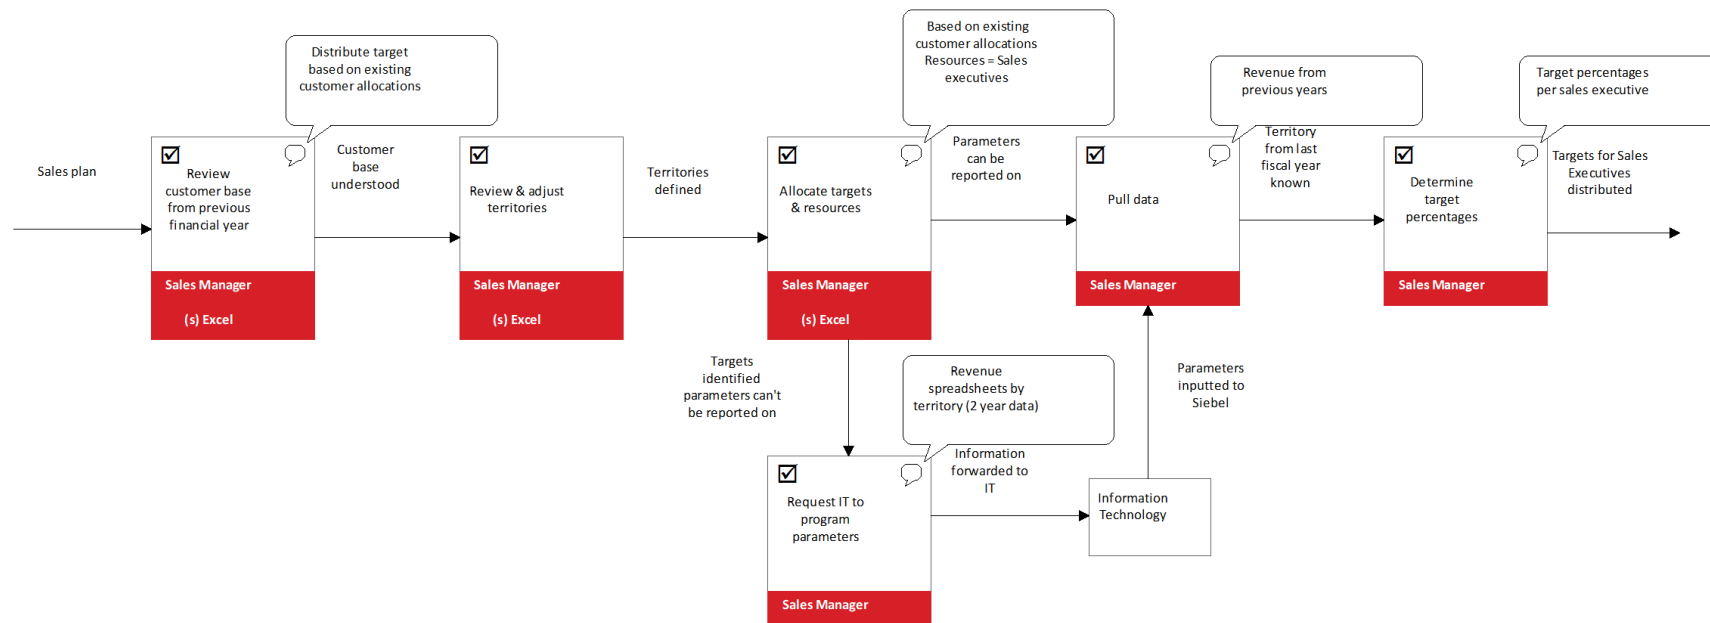 Distribute target
based on existing
customer allocations
Based on existing
customer allocations
Resources = Sales
executives
Revenue from
previous years
Target percentages
per sales executive
Sales plan
Review
customer base
from previous
financial year
Sales Manager
(s) Excel
Customer
base
understood
Review & adjust
territories
Sales Manager
(s) Excel
Territories
defined
Allocate targets
& resources
Sales Manager
(s) Excel
Parameters
can be
reported on
Pull data
Sales Manager
Territory
from last
fiscal year
known
Determine
target
percentages
Sales Manager
Targets for Sales
Executives
distributed
Targets
identified
parameters can't
be reported on
Revenue
spreadsheets by
territory (2 year data)
Request IT to
program
parameters
Sales Manager
Information
forwarded to
IT
Information
Technology
Parameters
inputted to
Siebel